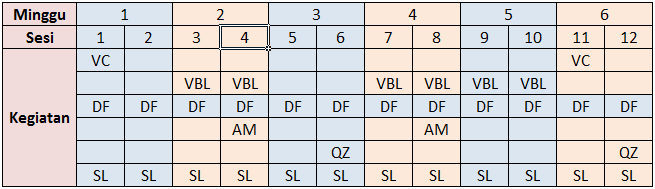 Minggu 1 2 3 4 5 6
Sesi 1 2 3 4 5 6 7 8 9 10 11 12
VC VC
VBL VBL VBL VBL VBL VBL
Kegiatan DF DF DF DF DF DF DF DF DF DF DF DF
AM AM
QZ QZ
SL SL SL SL SL SL SL SL SL SL SL SL